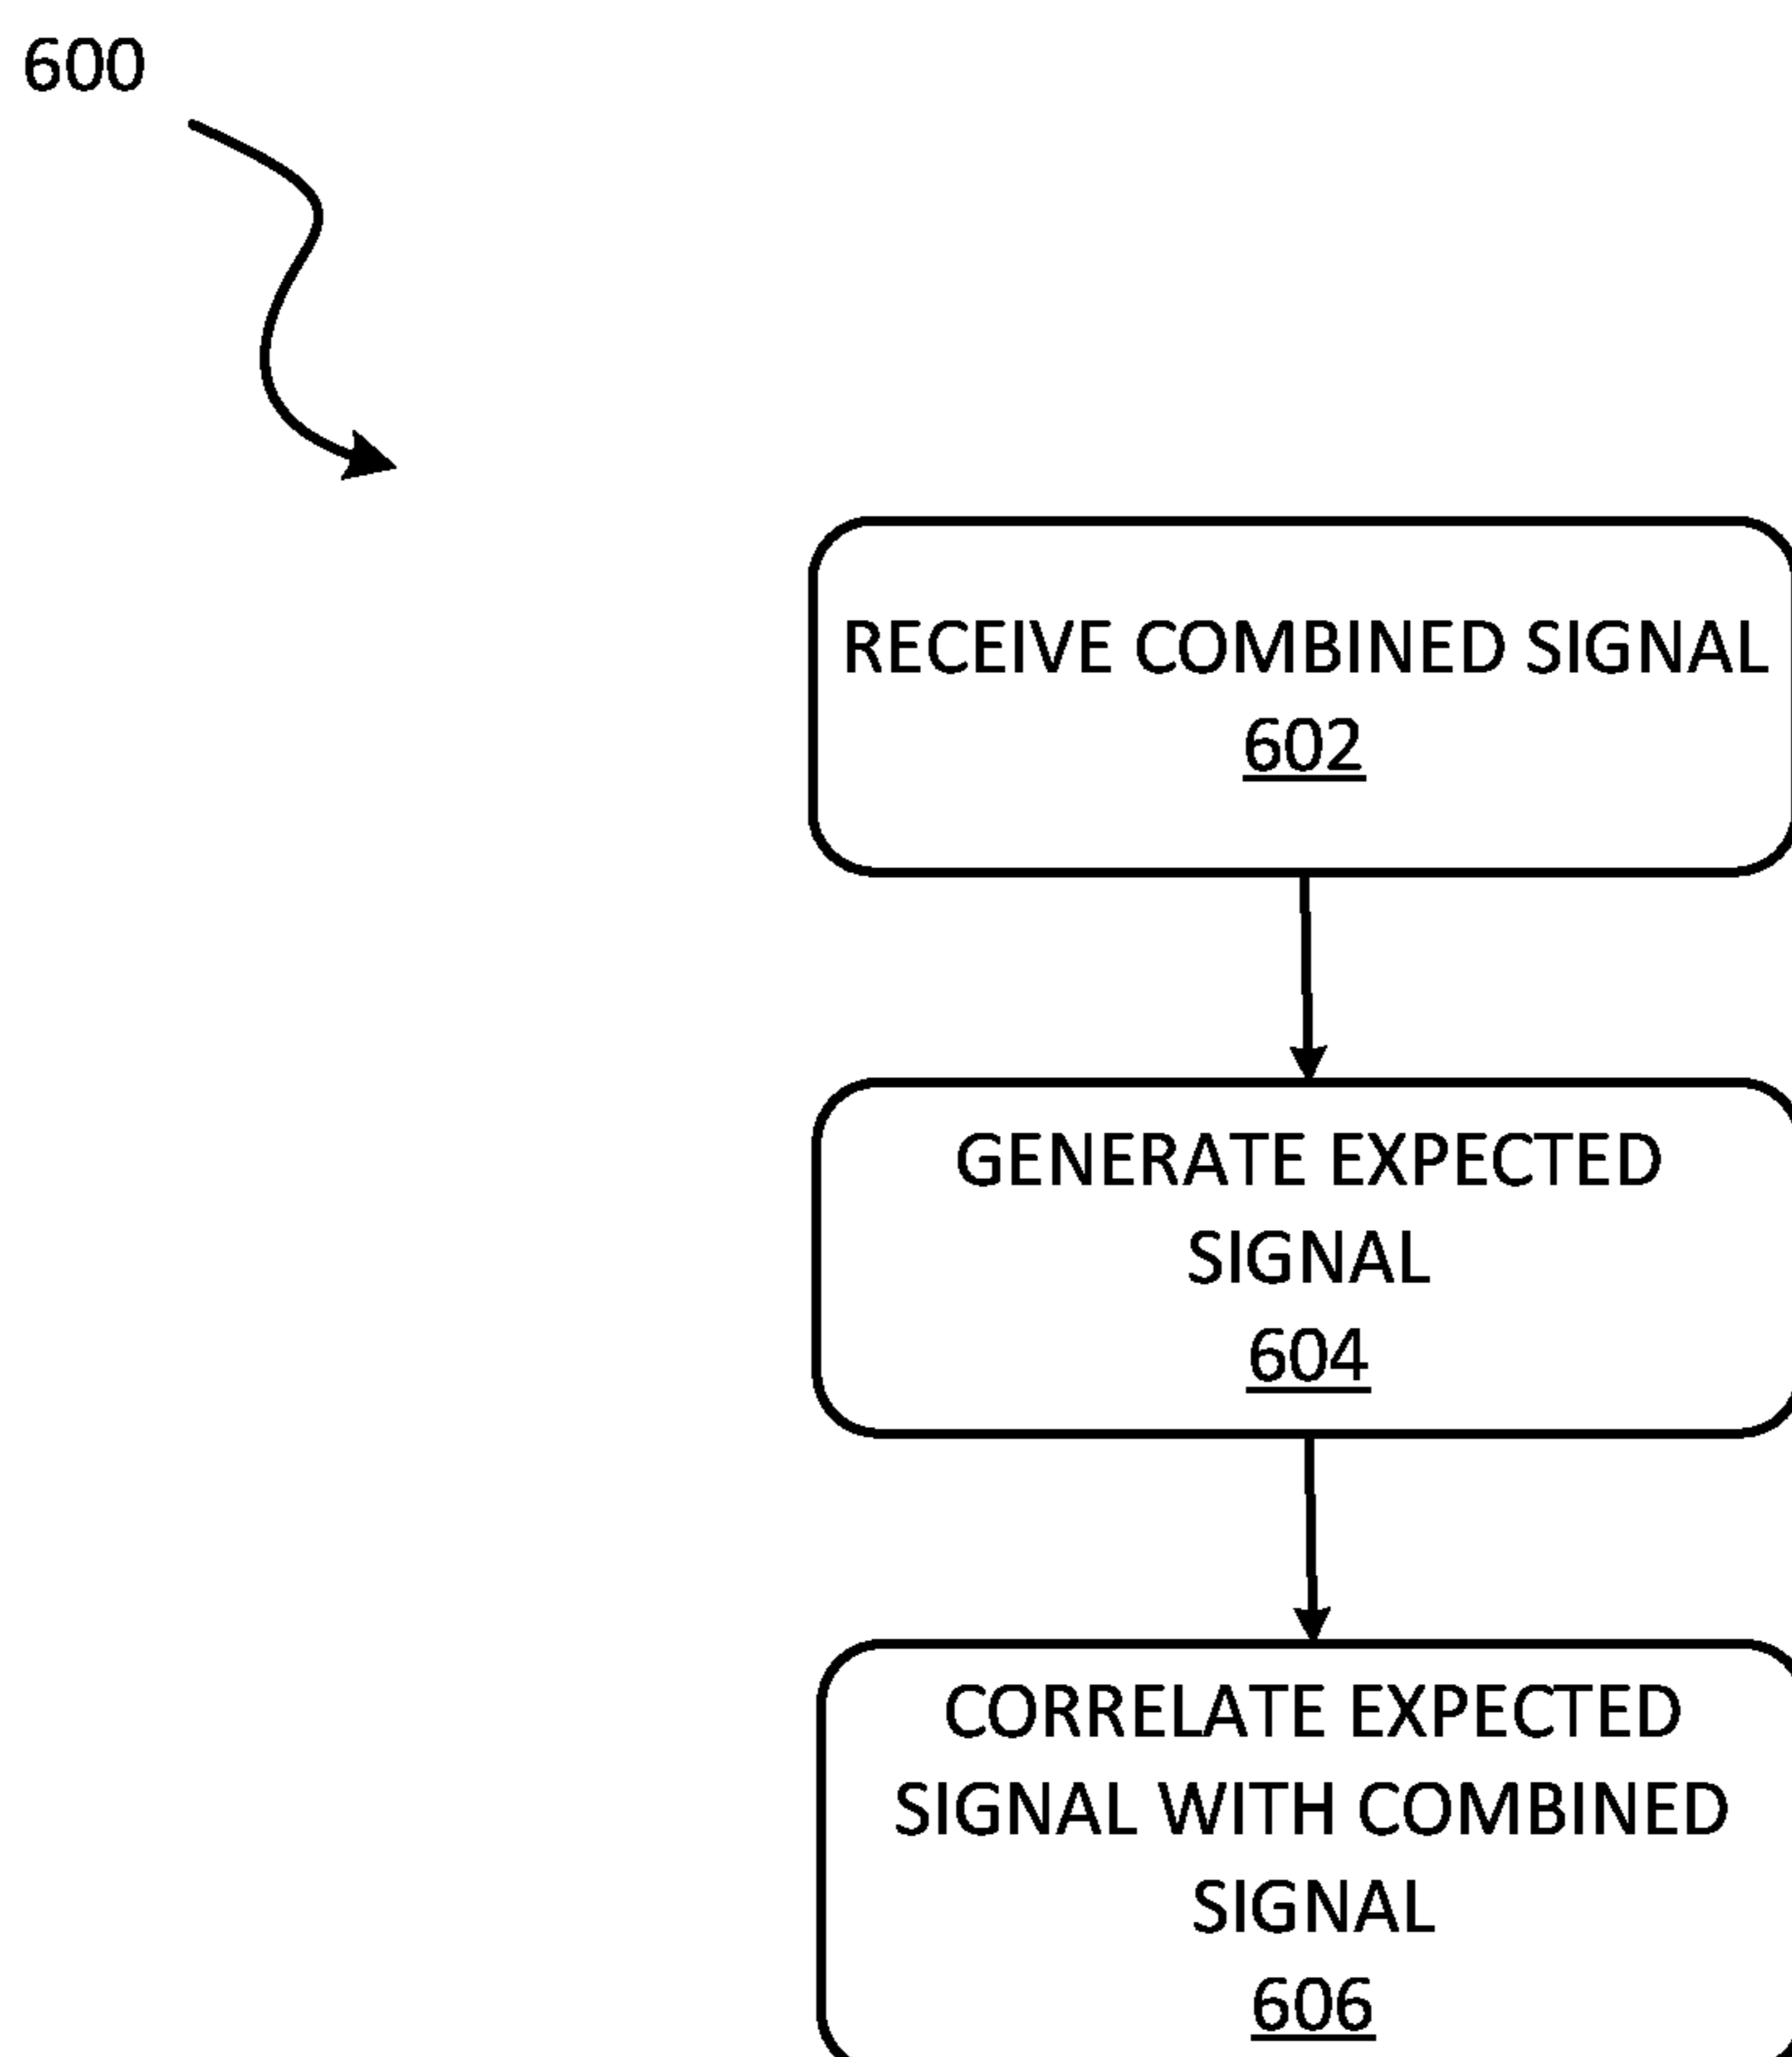 600
RECEIVE COMBINED SIGNAL
602
GENERATE EXPECTED
SIGNAL
604
CORRELATE EXPECTED
SIGNAL WITH COMBINED
SIGNAL
606